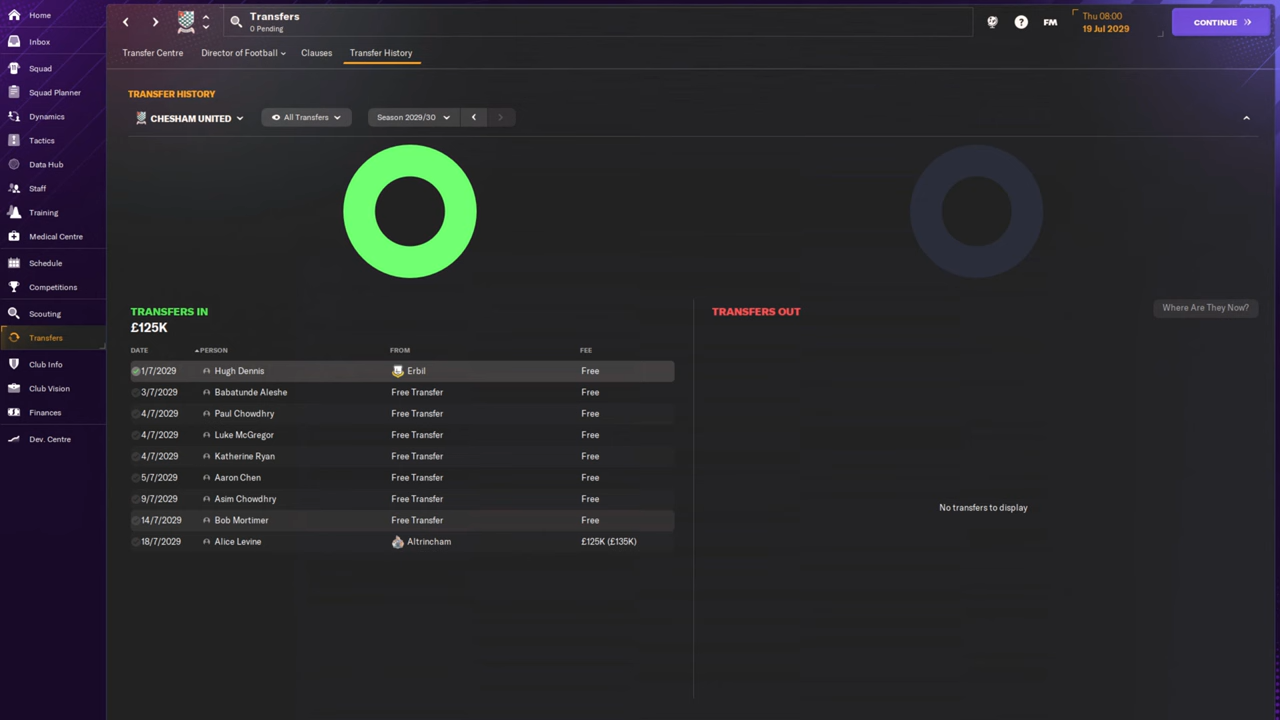 Home
Inbox
Squad
Squad Planner
Dynamics
Tactics
Data Hub
Staff
Training
Medical Centre
Schedule
Competitions
Scouting
Transfers
Club Info
Club Vision
Finances
Dev. Centre
Transfers
0 Pending
?
FM
Thu 08:00
19 Jul 2029
CONTINUE
Transfer Centre Director of Football Clauses Transfer History
TRANSFER HISTORY
CHESHAM UNITED All Transfers Season 2029/30
TRANSFERS IN
£125K
DATE PERSON FROM FEE
1/7/2029 Hugh Dennis Erbil Free
3/7/2029 Babatunde Aleshe Free Transfer Free
4/7/2029 Paul Chowdhry Free Transfer Free
4/7/2029 Luke McGregor Free Transfer Free
4/7/2029 Katherine Ryan Free Transfer Free
5/7/2029 Aaron Chen Free Transfer Free
9/7/2029 Asim Chowdhry Free Transfer Free
14/7/2029 Bob Mortimer Free Transfer Free
18/7/2029 Alice Levine Altrincham £125K (£135K)
TRANSFERS OUT
Where Are They Now?
No transfers to display